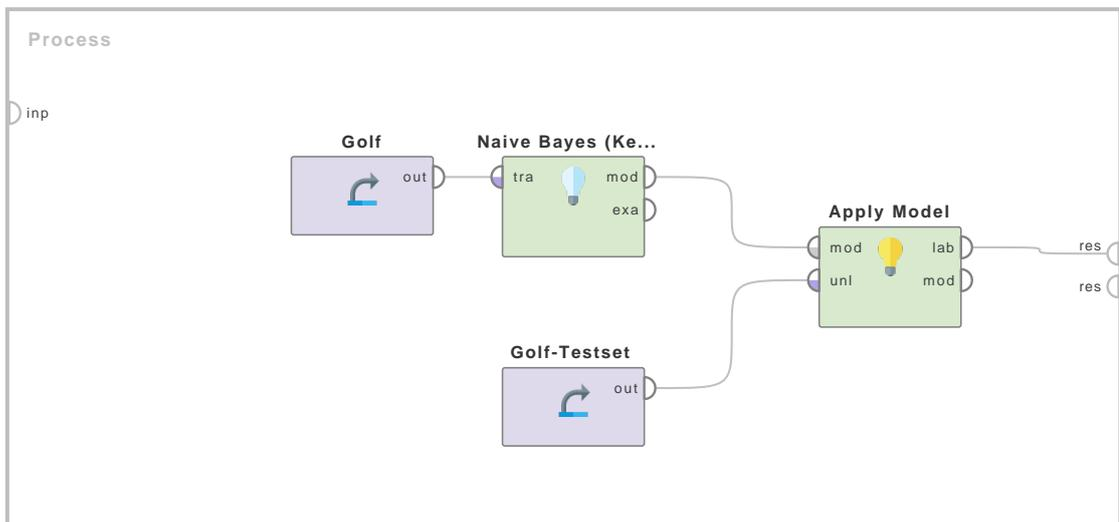 Process
inp
Golf
out
Naive Bayes (Ke...
tra
mod
exa
Apply Model
mod
lab
unl
mod
res
res
Golf-Testset
out